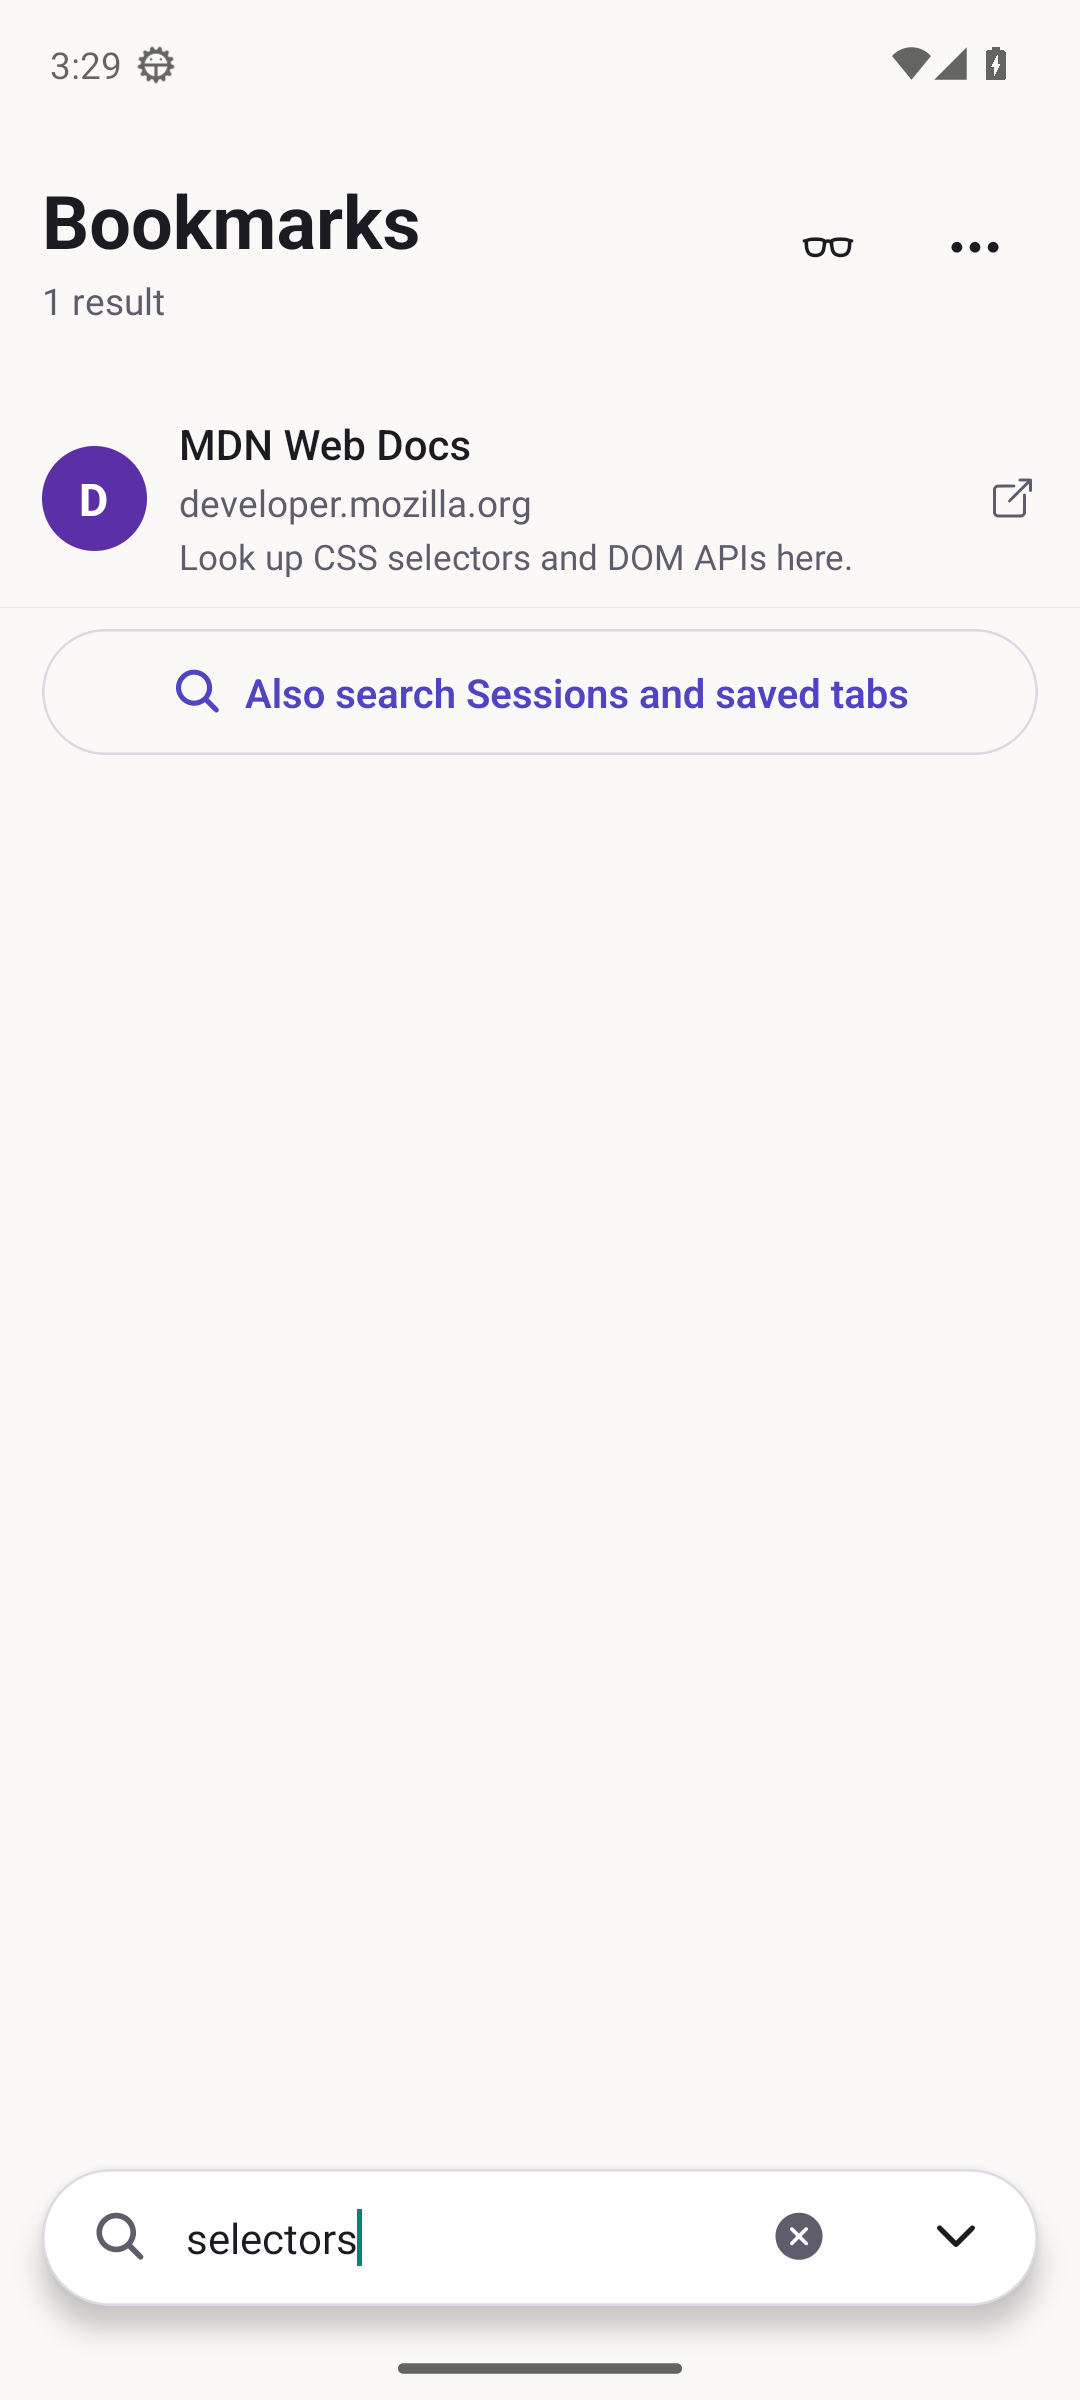 3:29
Bookmarks
1 result
MDN Web Docs
D
developer.mozilla.org
Look up CSS selectors and DOM APIs here.
Also search Sessions and saved tabs
selectors